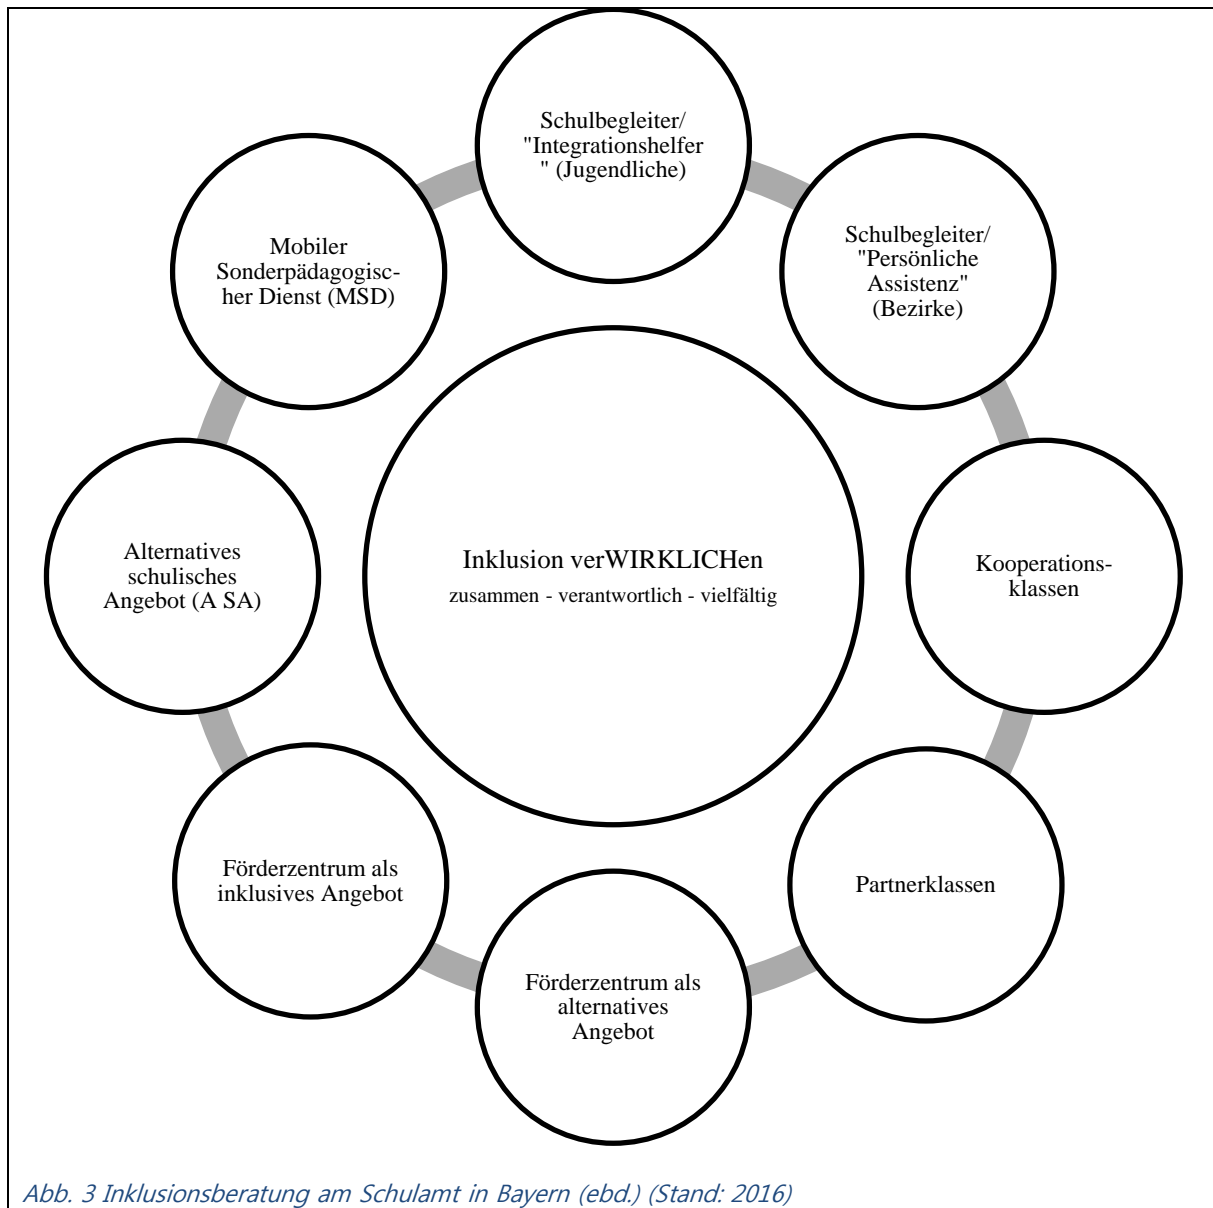 Schulbegleiter/
"Integrationshelfer
" (Jugendliche)
Schulbegleiter/
"Persönliche
Assistenz"
(Bezirke)
Kooperations-
klassen
Partnerklassen
Förderzentrum als
alternatives
Angebot
Förderzentrum als
inklusives Angebot
Alternatives
schulisches
Angebot (A SA)
Mobiler
Sonderpädagogisc-
her Dienst (MSD)
Inklusion verWIRKLICHen
zusammen - verantwortlich - vielfältig
Abb. 3 Inklusionsberatung am Schulamt in Bayern (ebd.) (Stand: 2016)